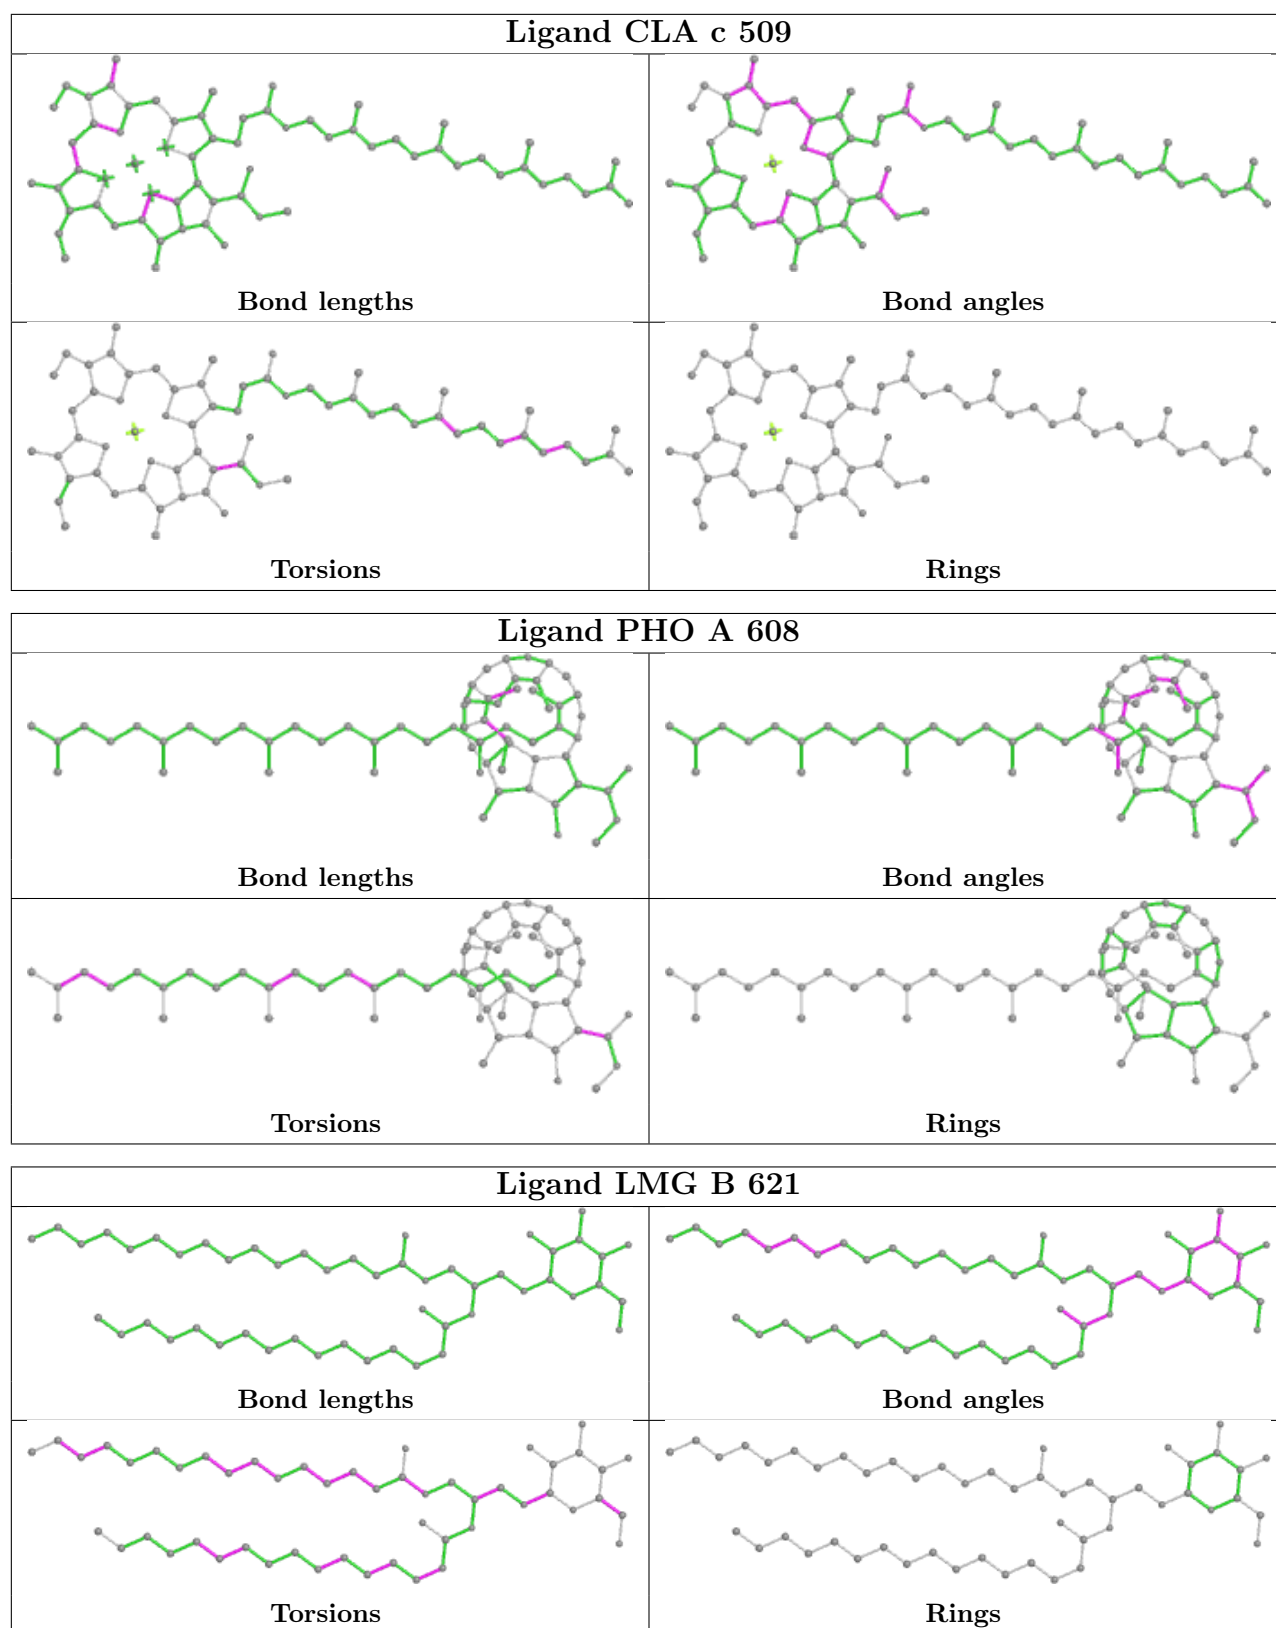 Ligand CLA c 509
Bond lengths
Bond angles
Torsions
Rings
Ligand PHO A 608
Bond lengths
Bond angles
Torsions
Rings
Ligand LMG B 621
Bond lengths
Bond angles
Torsions
Rings